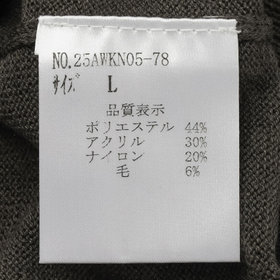 NO.25AWKN05-78
サイズ L
品質表示
ポリエステル 44%
アクリル 30%
ナイロン 20%
毛 6%